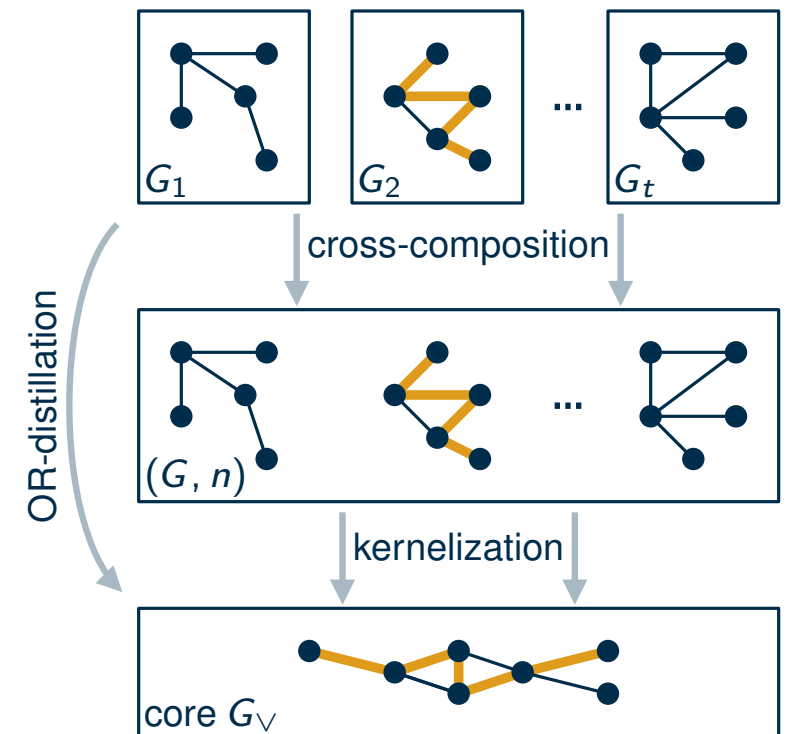 ...
G₁
G₂
Gₜ
cross-composition
OR-distillation
...
(G, n)
kernelization
core G∨